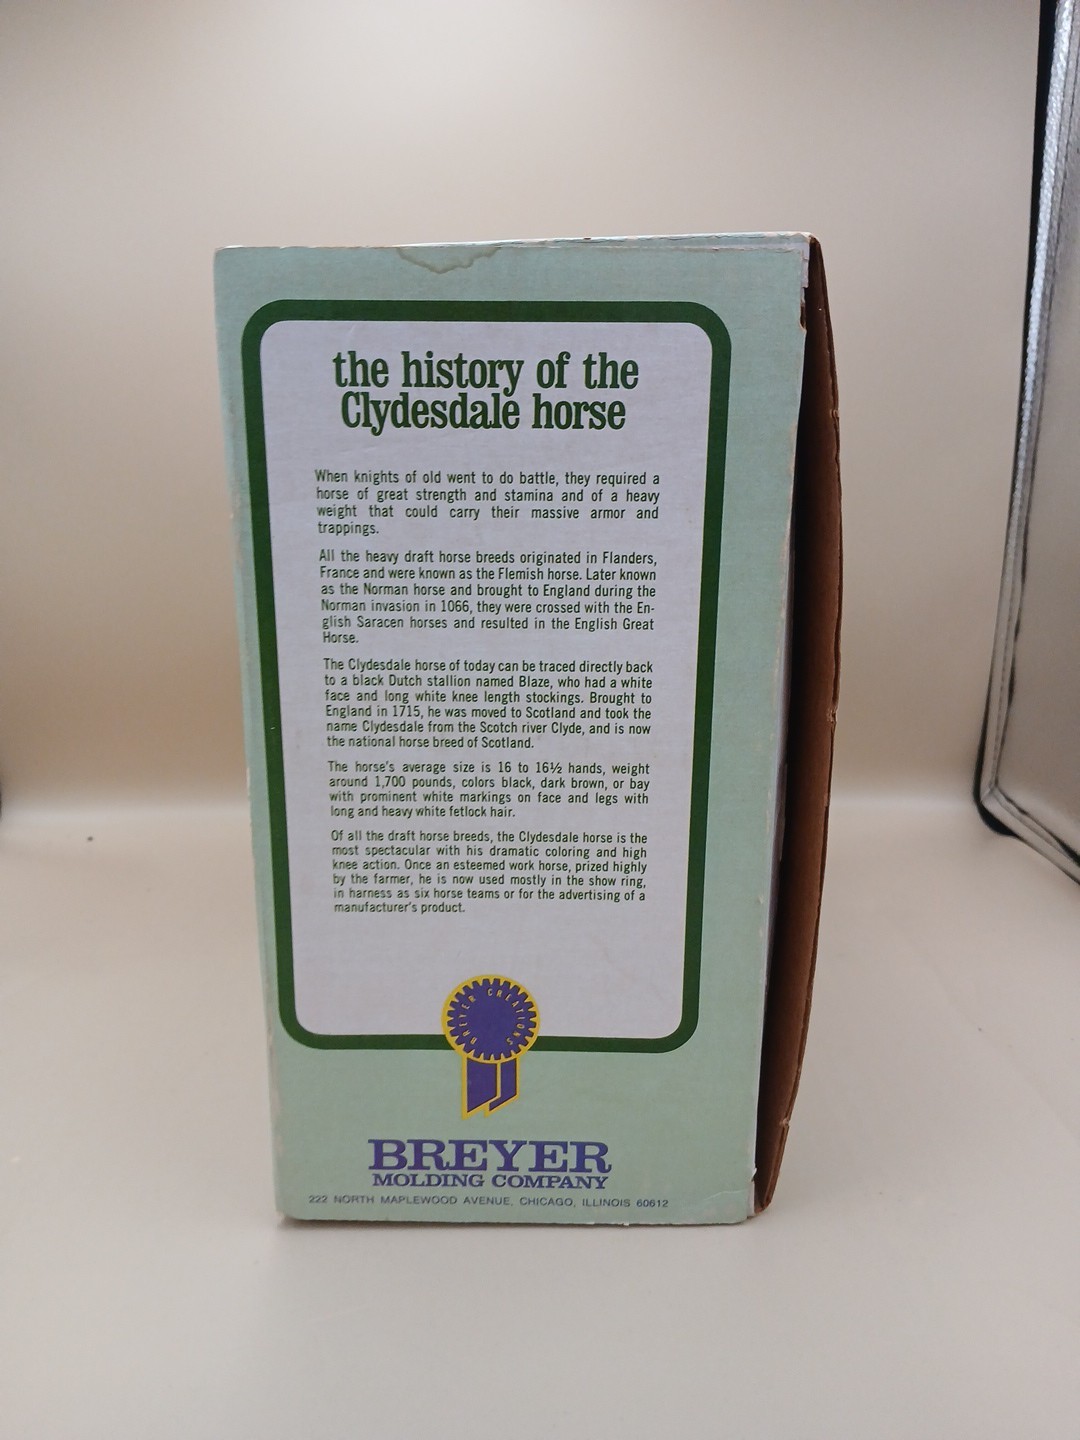 the history of the
Clydesdale horse
When knights of old went to do battle, they required a
horse of great strength and stamina and of a heavy
weight that could carry their massive armor and
trappings.
All the heavy draft horse breeds originated in Flanders,
France and were known as the Flemish horse. Later known
as the Norman horse and brought to England during the
Norman invasion in 1066, they were crossed with the En-
glish Saracen horses and resulted in the English Great
Horse.
The Clydesdale horse of today can be traced directly back
to a black Dutch stallion named Blaze, who had a white
face and long white knee length stockings. Brought to
England in 1715, he was moved to Scotland and took the
name Clydesdale from the Scotch river Clyde, and is now
the national horse breed of Scotland.
The horse's average size is 16 to 16½ hands, weight
around 1,700 pounds, colors black, dark brown, or bay
with prominent white markings on face and legs with
long and heavy white fetlock hair.
Of all the draft horse breeds, the Clydesdale horse is the
most spectacular with his dramatic coloring and high
knee action. Once an esteemed work horse, prized highly
by the farmer, he is now used mostly in the show ring,
in harness as six horse teams or for the advertising of a
manufacturer's product.
BREYER CREATIONS
BREYER
MOLDING COMPANY
222 NORTH MAPLEWOOD AVENUE, CHICAGO, ILLINOIS 60612